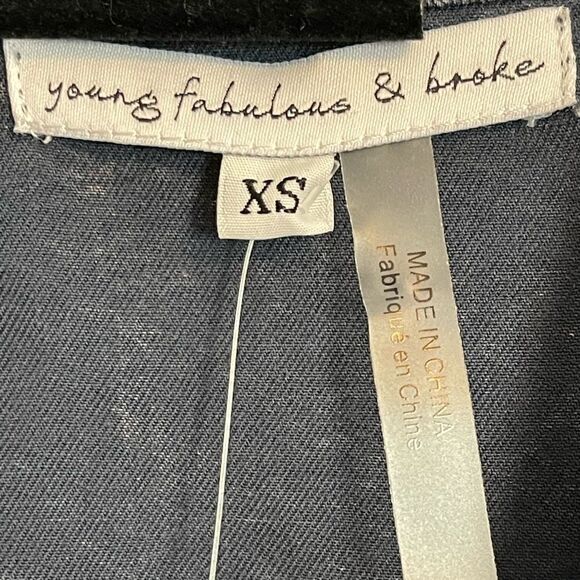 young fabulous & broke
XS
MADE IN CHINA
Fabriqué en Chine